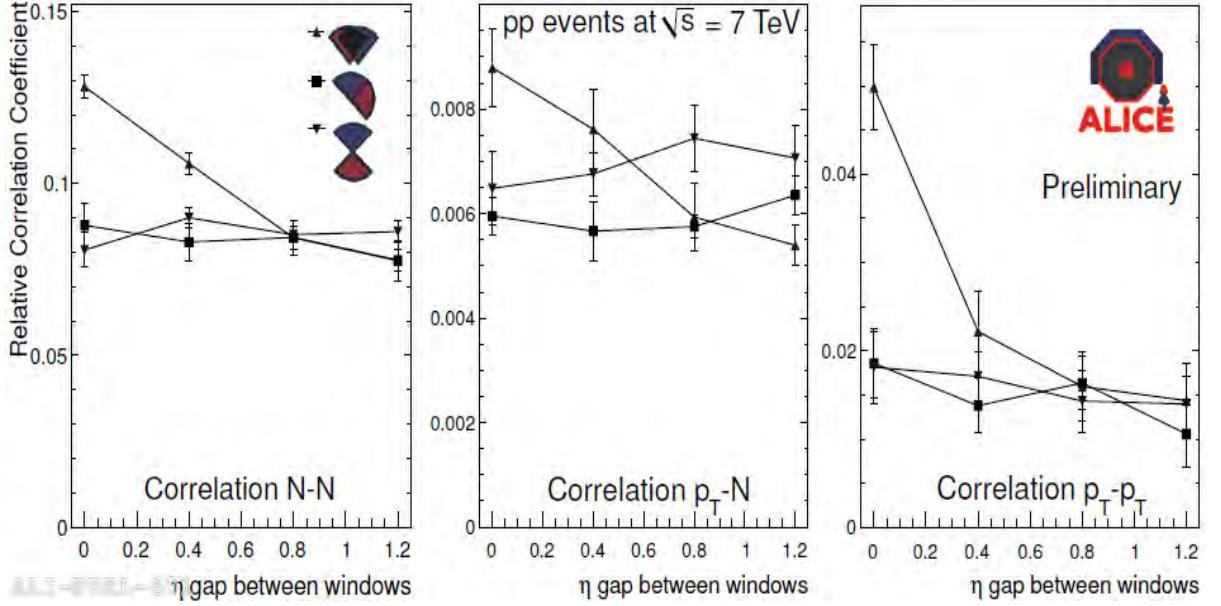 Relative Correlation Coefficient
0.15
0.1
0.05
0
Correlation N-N
0 0.2 0.4 0.6 0.8 1 1.2
η gap between windows
pp events at √s = 7 TeV
0.008
0.006
0.004
0.002
0
Correlation p_T-N
0 0.2 0.4 0.6 0.8 1 1.2
η gap between windows
ALICE
Preliminary
0.04
0.02
0
Correlation p_T-p_T
0 0.2 0.4 0.6 0.8 1 1.2
η gap between windows